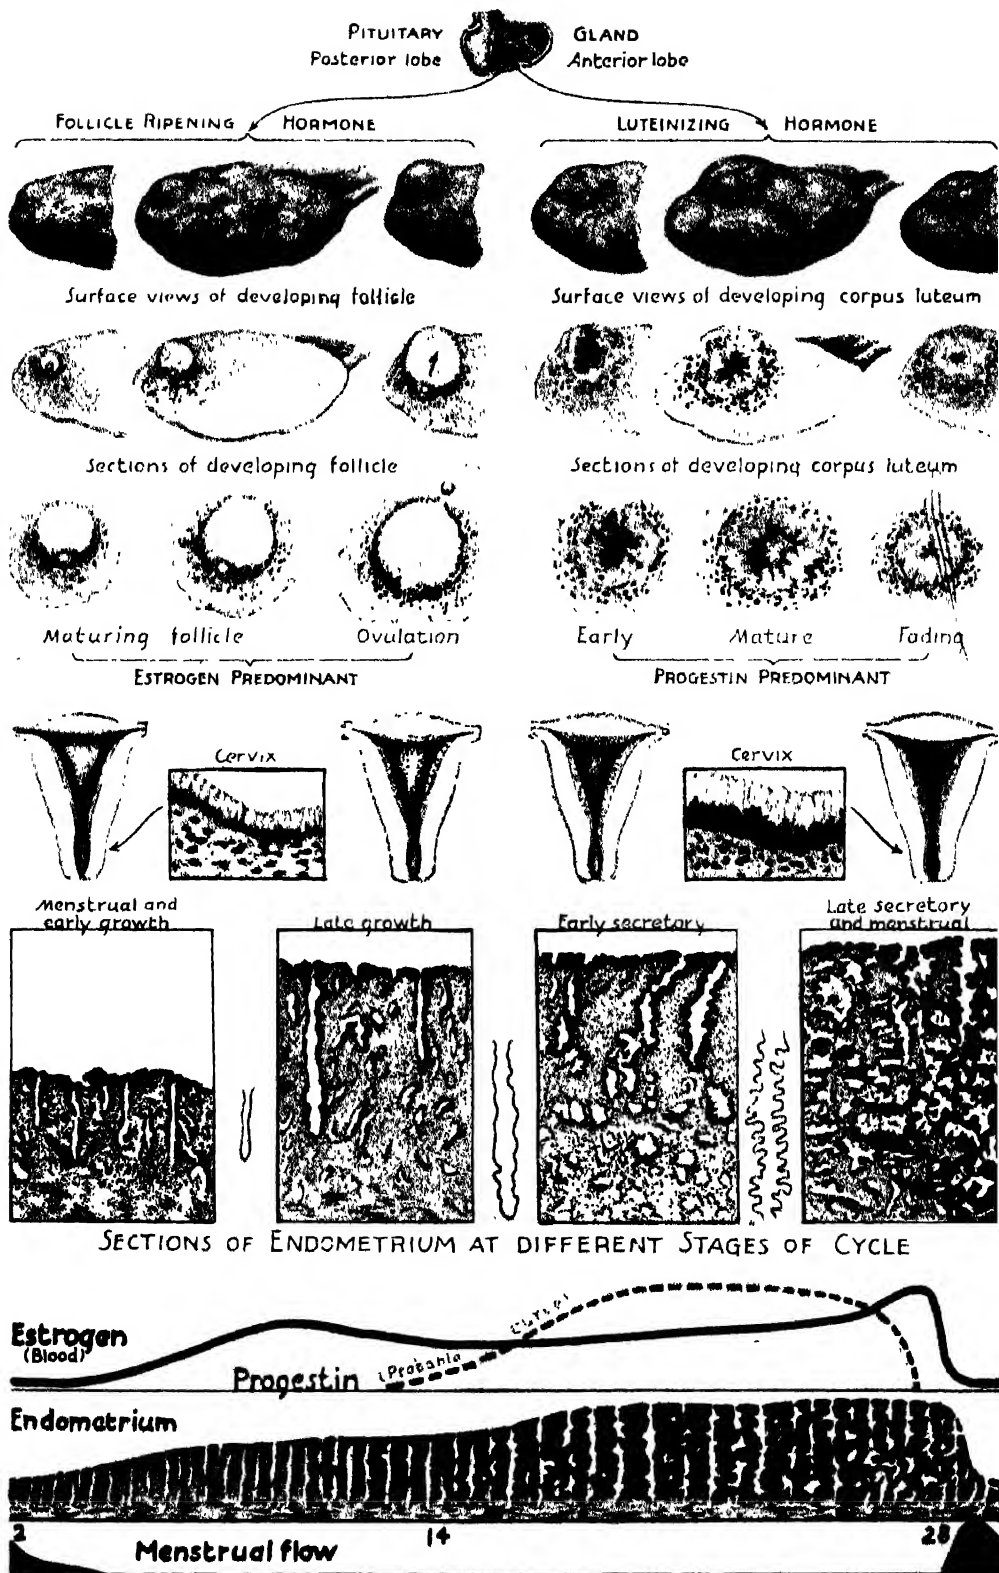 PITUITARY GLAND
Posterior lobe Anterior lobe
FOLLICLE RIPENING HORMONE
LUTEINIZING HORMONE
Surface views of developing follicle
Surface views of developing corpus luteum
Sections of developing follicle
Sections of developing corpus luteum
Maturing follicle Ovulation
Early Mature Fading
ESTROGEN PREDOMINANT
PROGESTIN PREDOMINANT
Cervix
Cervix
Menstrual and
early growth
Late growth
Early secretory
Late secretory
and menstrual
SECTIONS OF ENDOMETRIUM AT DIFFERENT STAGES OF CYCLE
Estrogen
(Blood)
Progestin
(Probable
Endometrium
2 14 28
Menstrual flow